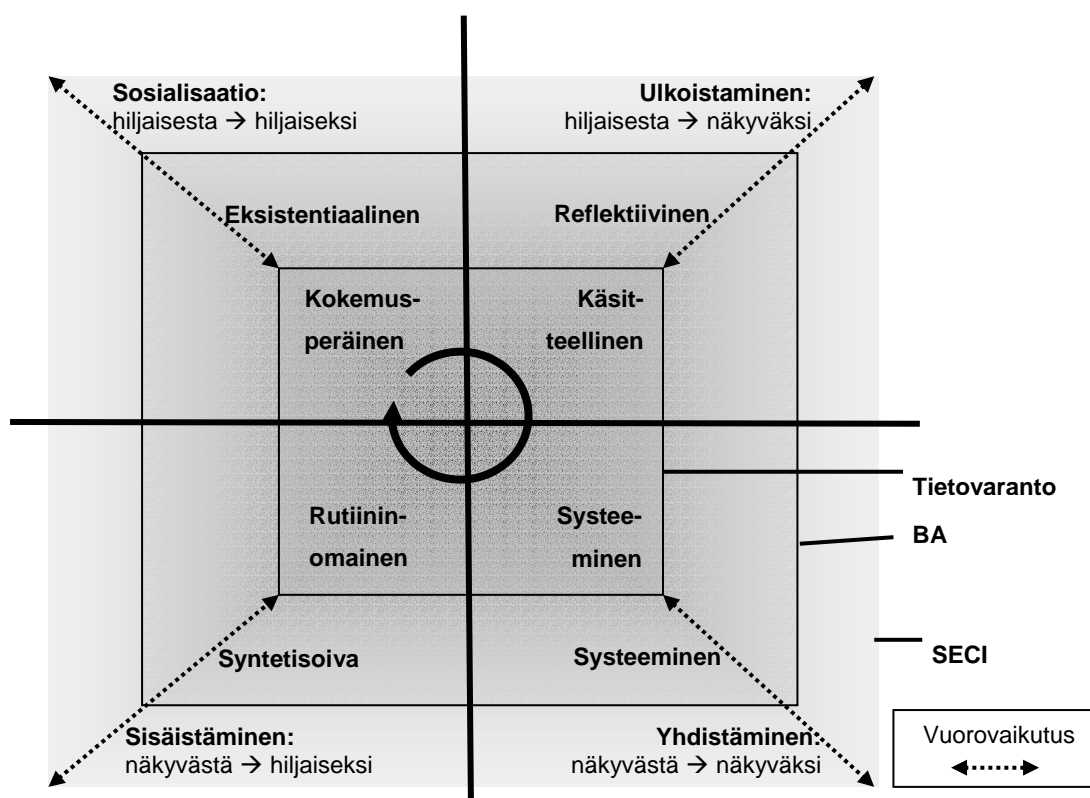 Sosialisaatio:
hiljaisesta → hiljaiseksi
Ulkoistaminen:
hiljaisesta → näkyväksi
Eksistentiaalinen
Reflektiivinen
Kokemus-
peräinen
Käsit-
teellinen
Rutiinin-
omainen
Systee-
minen
Tietovaranto
BA
SECI
Syntetisoiva
Systeeminen
Sisäistäminen:
näkyvästä → hiljaiseksi
Yhdistäminen:
näkyvästä → näkyväksi
Vuorovaikutus